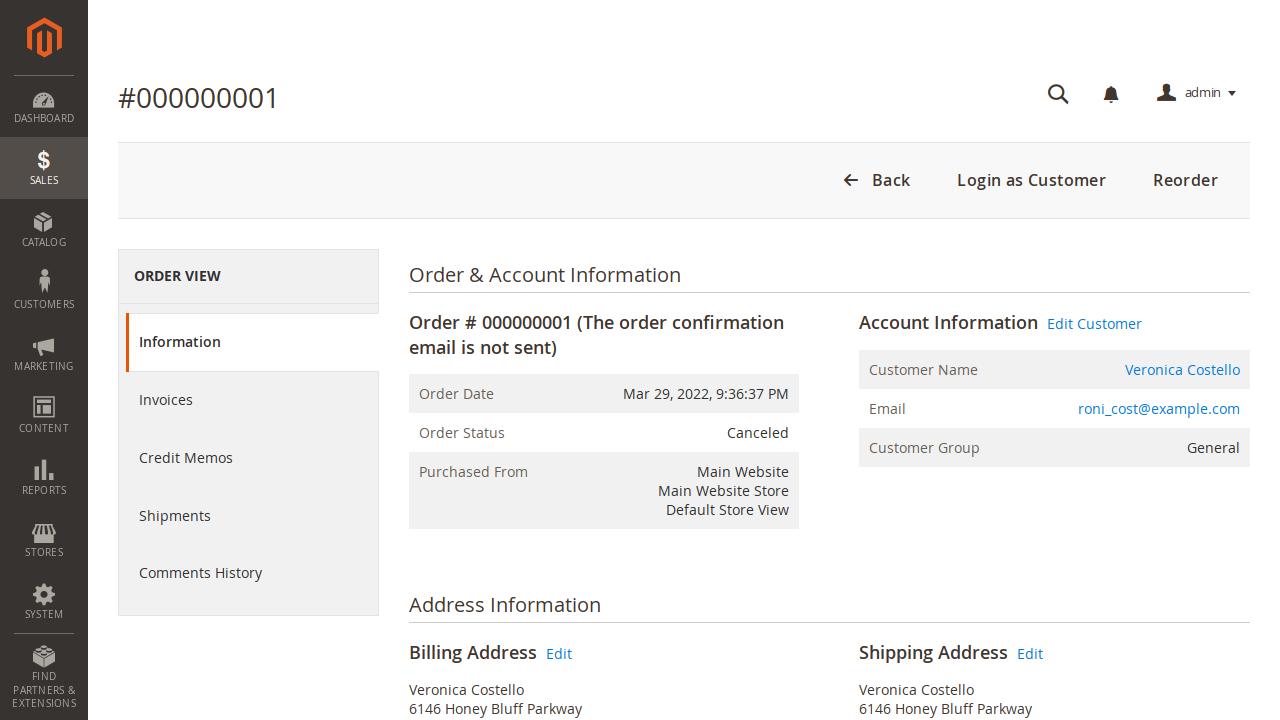 #000000001
admin
DASHBOARD
SALES
CATALOG
CUSTOMERS
MARKETING
CONTENT
REPORTS
STORES
SYSTEM
FIND
PARTNERS &
EXTENSIONS
Back
Login as Customer
Reorder
ORDER VIEW
Information
Invoices
Credit Memos
Shipments
Comments History
Order & Account Information
Order # 000000001 (The order confirmation
email is not sent)
Order Date Mar 29, 2022, 9:36:37 PM
Order Status Canceled
Purchased From Main Website
Main Website Store
Default Store View
Account Information Edit Customer
Customer Name Veronica Costello
Email roni_cost@example.com
Customer Group General
Address Information
Billing Address Edit
Veronica Costello
6146 Honey Bluff Parkway
Shipping Address Edit
Veronica Costello
6146 Honey Bluff Parkway